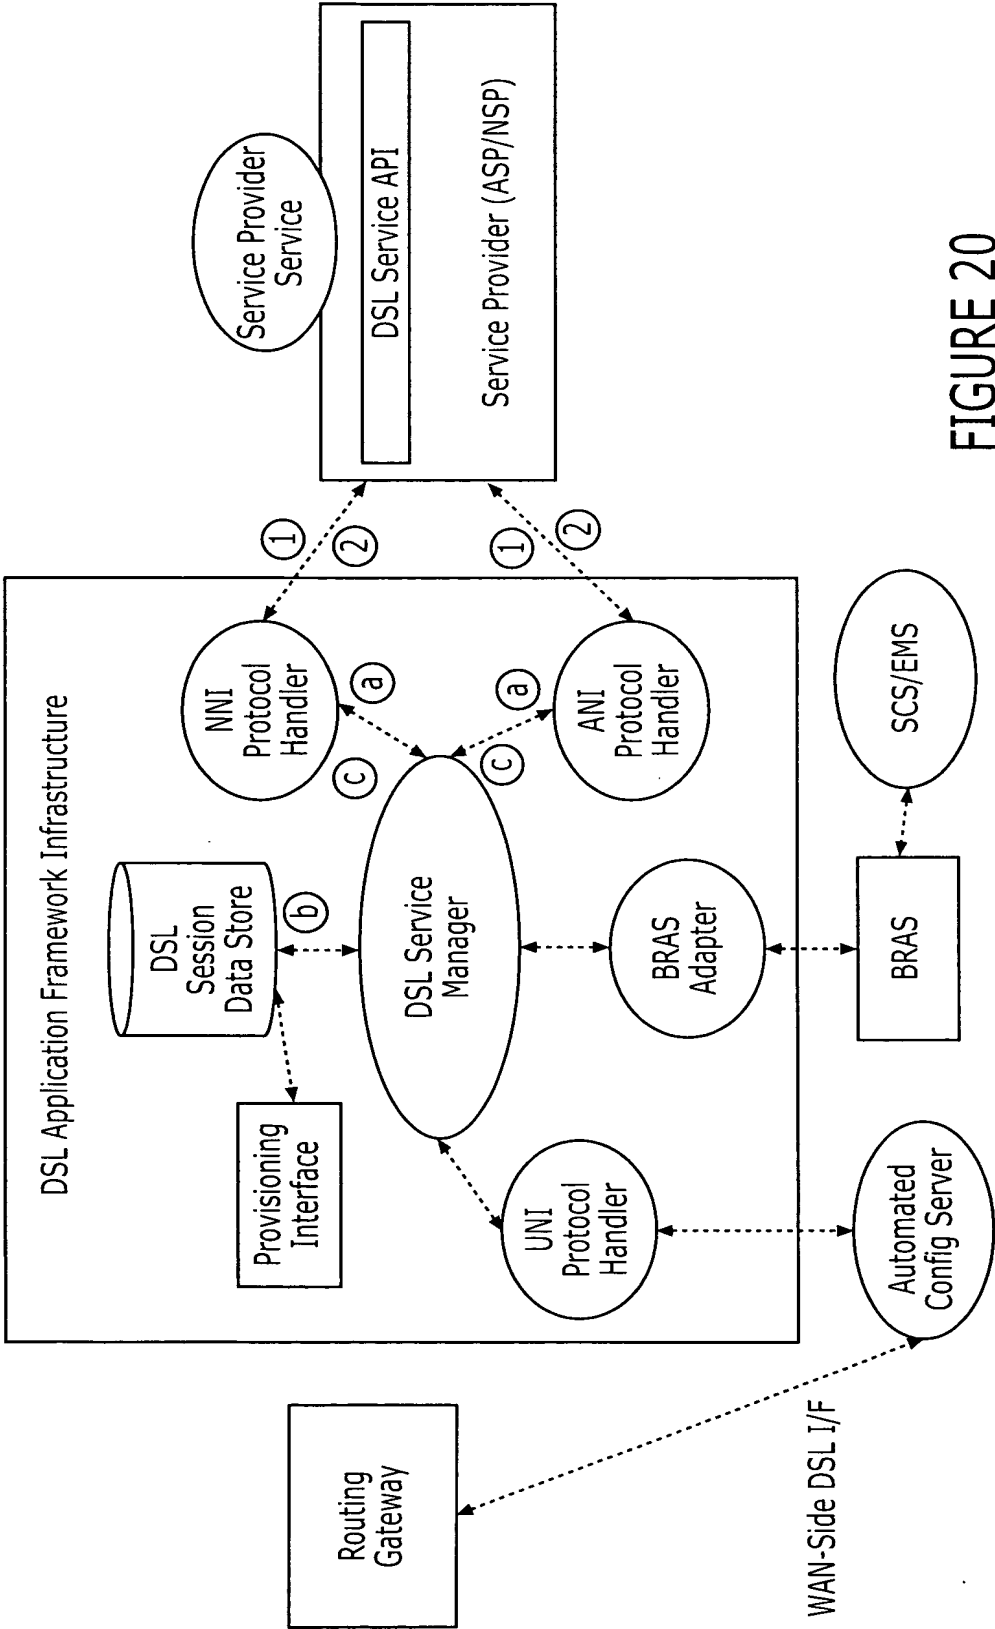 DSL Application Framework Infrastructure
Provisioning
Interface
DSL
Session
Data Store
b
NNI
Protocol
Handler
a
c
1
2
Service Provider
Service
DSL Service API
Service Provider (ASP/NSP)
Routing
Gateway
DSL Service
Manager
UNI
Protocol
Handler
BRAS
Adapter
c
a
ANI
Protocol
Handler
1
2
WAN-Side DSL I/F
Automated
Config Server
BRAS
SCS/EMS
FIGURE 20